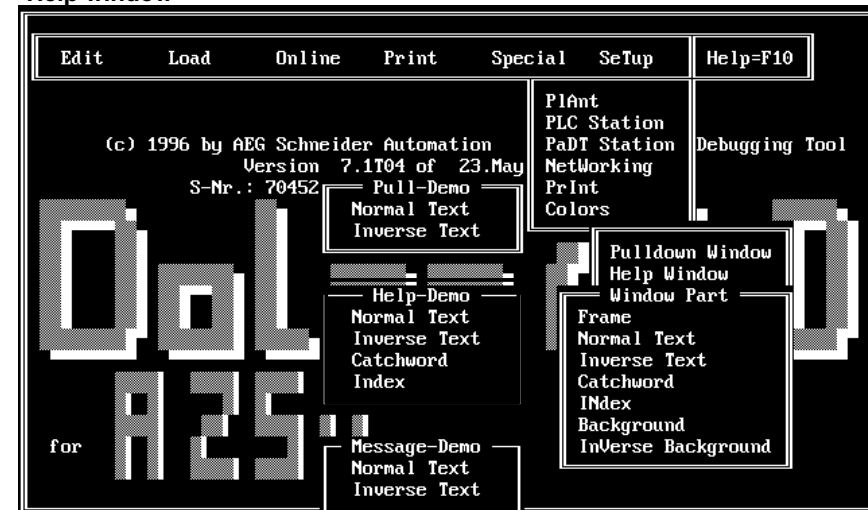 Help Window
Edit Load Online Print Special SeTup Help=F10
PlAnt
PLC Station
(c) 1996 by AEG Schneider Automation PaDT Station Debugging Tool
Version 7.1T04 of 23.May NetWorking
S-Nr.: 70452 Pull-Demo PrInt
Normal Text Colors
Inverse Text
Pulldown Window
Help Window
Help-Demo Window Part
Normal Text Frame
Inverse Text Normal Text
Catchword Inverse Text
Index Catchword
INdex
Background
for A25 Message-Demo InVerse Background
Normal Text
Inverse Text